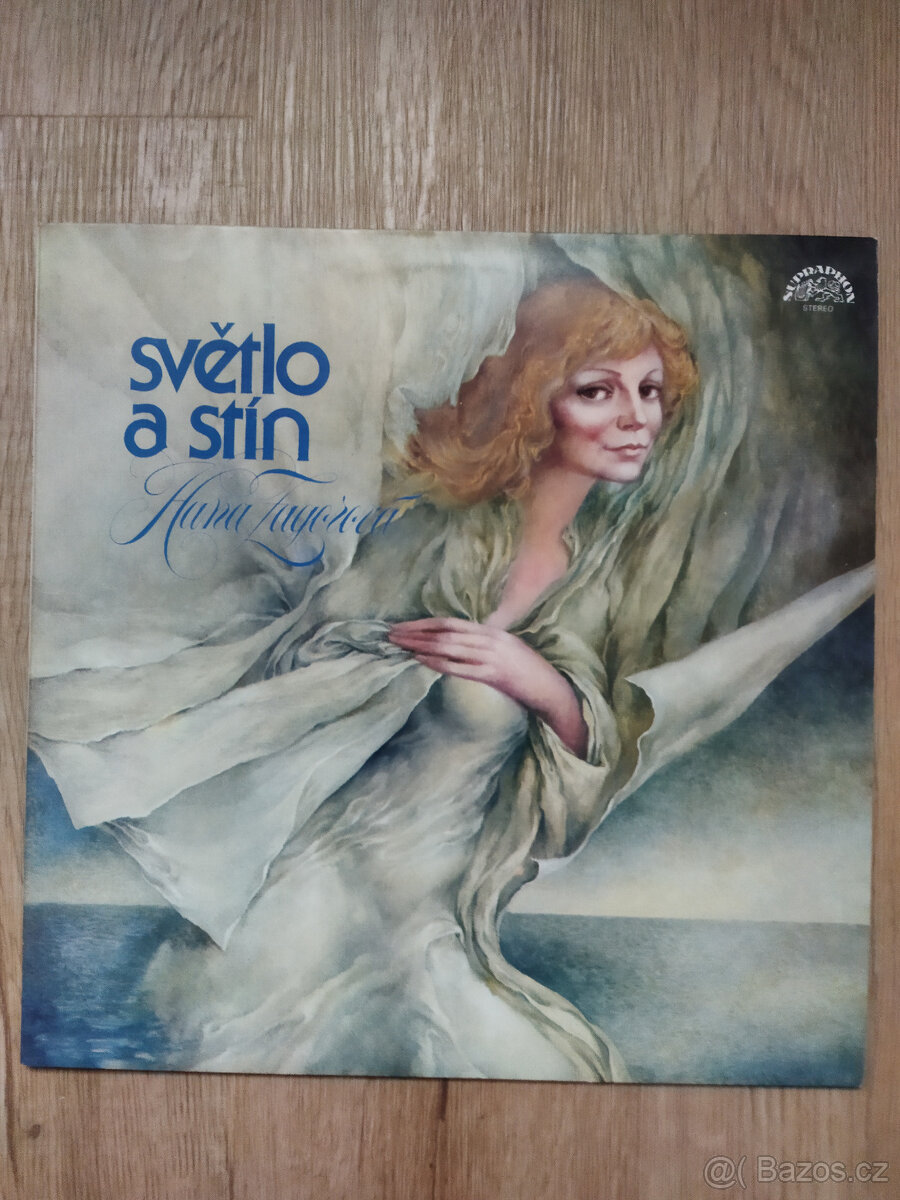 světlo
a stín
Hana Zagorová
SUPRAPHON
STEREO
@( Bazos.cz